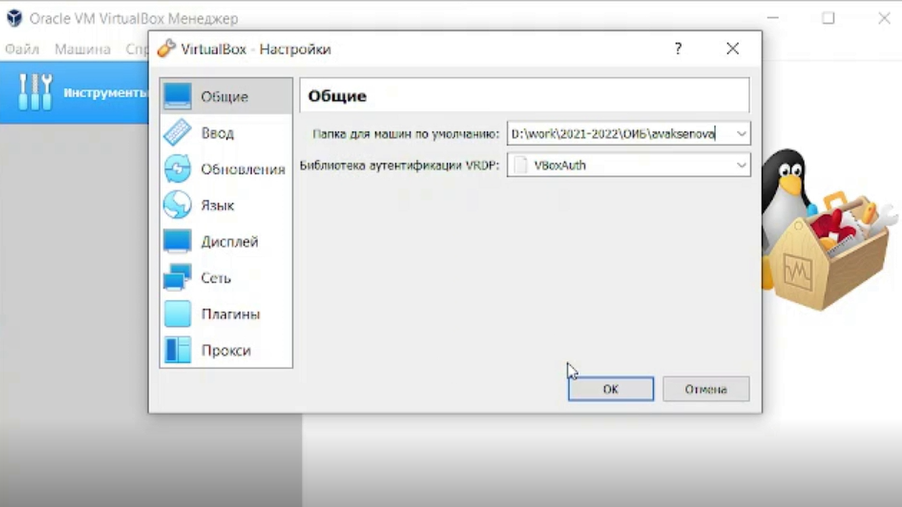 Oracle VM VirtualBox Менеджер
Файл Машина Спр
VirtualBox - Настройки
?
Инструменты
Общие
Ввод
Обновления
Язык
Дисплей
Сеть
Плагины
Прокси
Общие
Папка для машин по умолчанию: D:\work\2021-2022\ОИБ\avaksenova
Библиотека аутентификации VRDP: VBoxAuth
OK Отмена